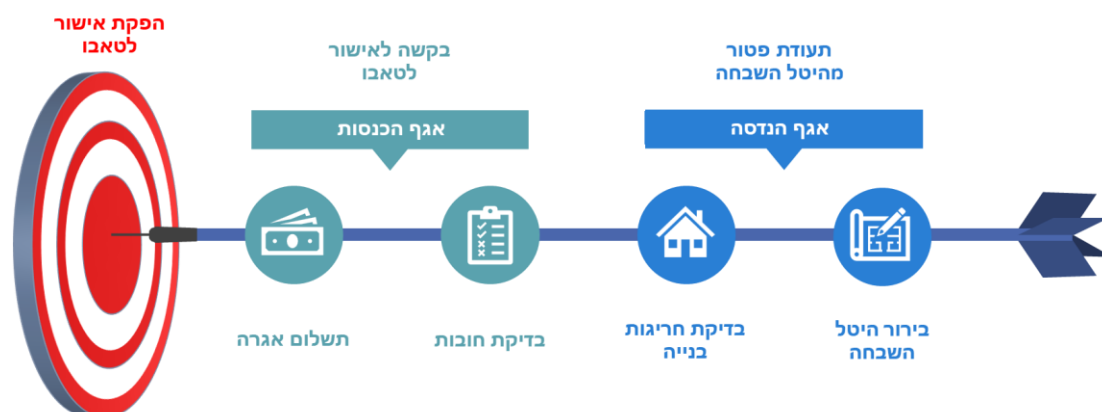 תעודת פטור
מהיטל השבחה
אגף הנדסה
בירור היטל
השבחה
בדיקת חריגות
בנייה
בקשה לאישור
לטאבו
אגף הכנסות
בדיקת חובות
תשלום אגרה
הפקת אישור
לטאבו